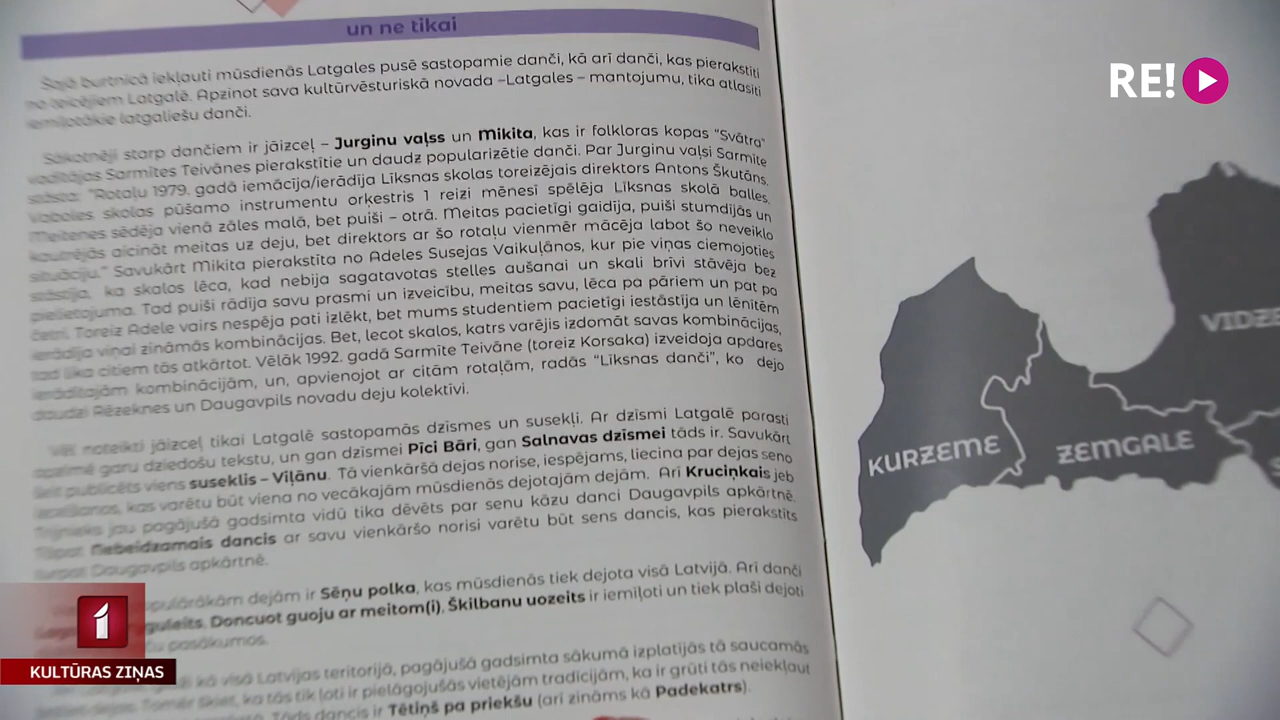 un ne tikai
Šajā burtnīcā iekļauti mūsdienās Latgales pusē sastopamie danči, kā arī danči, kas pierakstīti
no teicējiem Latgalē. Apzinot sava kultūrvēsturiskā novada –Latgales – mantojumu, tika atlasīti
iemīļotākie latgaliešu danči.
Sākotnēji starp dančiem ir jāizceļ – Jurginu vaļss un Mikita, kas ir folkloras kopas "Svātra"
vadītājas Sarmītes Teivānes pierakstītie un daudz popularizētie danči. Par Jurginu vaļsi Sarmīte
stāsta: "Rotaļu 1979. gadā iemācīja/ierādīja Līksnas skolas toreizējais direktors Antons Škutāns.
Vaboles skolas pūšamo instrumentu orķestris 1 reizi mēnesī spēlēja Līksnas skolā balles.
Meitenes sēdēja vienā zāles malā, bet puiši – otrā. Meitas pacietīgi gaidīja, puiši stumdījās un
kautrējās aicināt meitas uz deju, bet direktors ar šo rotaļu vienmēr mācēja labot šo neveiklo
situāciju." Savukārt Mikita pierakstīta no Adeles Susejas Vaikuļānos, kur pie viņas ciemojoties
stāstīja, ka skalos lēca, kad nebija sagatavotas stelles aušanai un skali brīvi stāvēja bez
pielietojuma. Tad puiši rādīja savu prasmi un izveicību, meitas savu, lēca pa pāriem un pat pa
četri. Toreiz Adele vairs nespēja pati izlēkt, bet mums studentiem pacietīgi iestāstīja un lēnītēm
ierādīja viņai zināmās kombinācijas. Bet, lecot skalos, katrs varējis izdomāt savas kombinācijas,
tad lika citiem tās atkārtot. Vēlāk 1992. gadā Sarmīte Teivāne (toreiz Korsaka) izveidoja apdares
ierādītajām kombinācijām, un, apvienojot ar citām rotaļām, radās "Līksnas danči", ko dejo
daudzi Rēzeknes un Daugavpils novadu deju kolektīvi.
Vēl noteikti jāizceļ tikai Latgalē sastopamās dzīsmes un susekļi. Ar dzīsmi Latgalē parasti
apzīmē garu dziedošu tekstu, un gan dzīsmei Pīci Bāri, gan Salnavas dzīsmei tāds ir. Savukārt
šeit publicēts viens suseklis – Viļānu. Tā vienkāršā dejas norise, iespējams, liecina par dejas seno
izcelšanos, kas varētu būt viena no vecākajām mūsdienās dejotajām dejām. Arī Kruciņkais jeb
Trijnieks jau pagājušā gadsimta vidū tika dēvēts par senu kāzu danci Daugavpils apkārtnē.
Tāpat Nebeidzamais dancis ar savu vienkāršo norisi varētu būt sens dancis, kas pierakstīts
turpat Daugavpils apkārtnē.
populārākām dejām ir Sēņu polka, kas mūsdienās tiek dejota visā Latvijā. Arī danči
Doncuot guoju ar meitom(i), Škilbanu uozeits ir iemīļoti un tiek plaši dejoti
pasākumos.
kā visā Latvijas teritorijā, pagājušā gadsimta sākumā izplatījās tā saucamās
Tomēr šķiet, ka tās tik ļoti ir pielāgojušās vietējām tradīcijām, ka ir grūti tās neiekļaut
Tāds dancis ir Tētiņš pa priekšu (arī zināms kā Padekatrs).
RE!
VIDZE
KURZEME
ZEMGALE
S
1
KULTŪRAS ZIŅAS